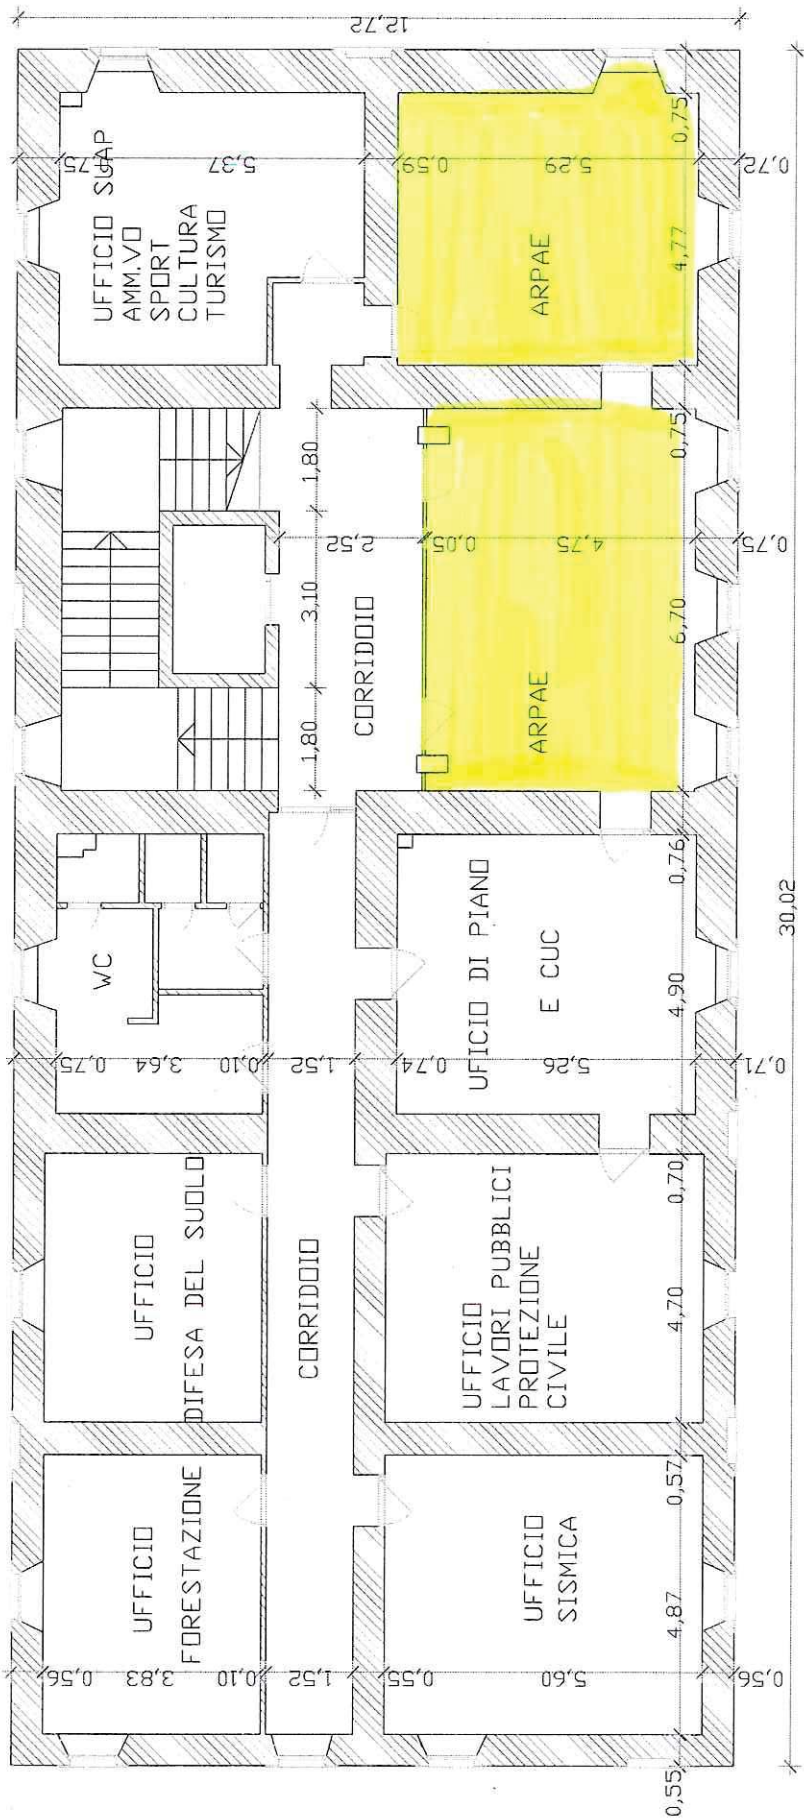 UFFICIO
FORESTAZIONE
UFFICIO
DIFESA DEL SUOLO
WC
UFFICIO SUAP
AMM.VO
SPORT
CULTURA
TURISMO
0,56
3,83
0,10
1,52
0,55
5,60
0,56
0,75
3,64
0,10
1,52
0,74
5,26
0,71
1,80
3,10
1,80
2,52
0,05
4,75
0,75
,75
5,37
0,59
5,29
0,72
12,72
CORRIDOIO
CORRIDOIO
UFFICIO
SISMICA
UFFICIO
LAVORI PUBBLICI
PROTEZIONE
CIVILE
UFICIO DI PIANO
E CUC
ARPAE
ARPAE
0,55
4,87
0,57
4,70
0,70
4,90
0,76
6,70
0,75
4,77
0,75
30,02